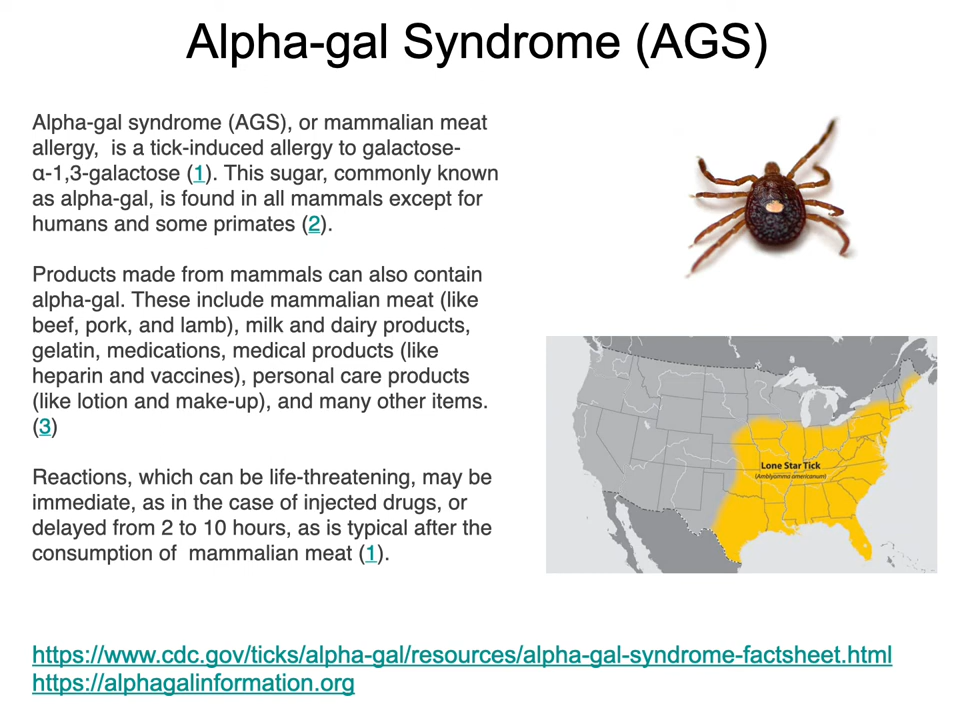 Alpha-gal Syndrome (AGS)
Alpha-gal syndrome (AGS), or mammalian meat
allergy,  is a tick-induced allergy to galactose-
α-1,3-galactose (1). This sugar, commonly known
as alpha-gal, is found in all mammals except for
humans and some primates (2).
Products made from mammals can also contain
alpha-gal. These include mammalian meat (like
beef, pork, and lamb), milk and dairy products,
gelatin, medications, medical products (like
heparin and vaccines), personal care products
(like lotion and make-up), and many other items.
(3)
Reactions, which can be life-threatening, may be
immediate, as in the case of injected drugs, or
delayed from 2 to 10 hours, as is typical after the
consumption of  mammalian meat (1).
Lone Star Tick
(Amblyomma americanum)
https://www.cdc.gov/ticks/alpha-gal/resources/alpha-gal-syndrome-factsheet.html
https://alphagalinformation.org